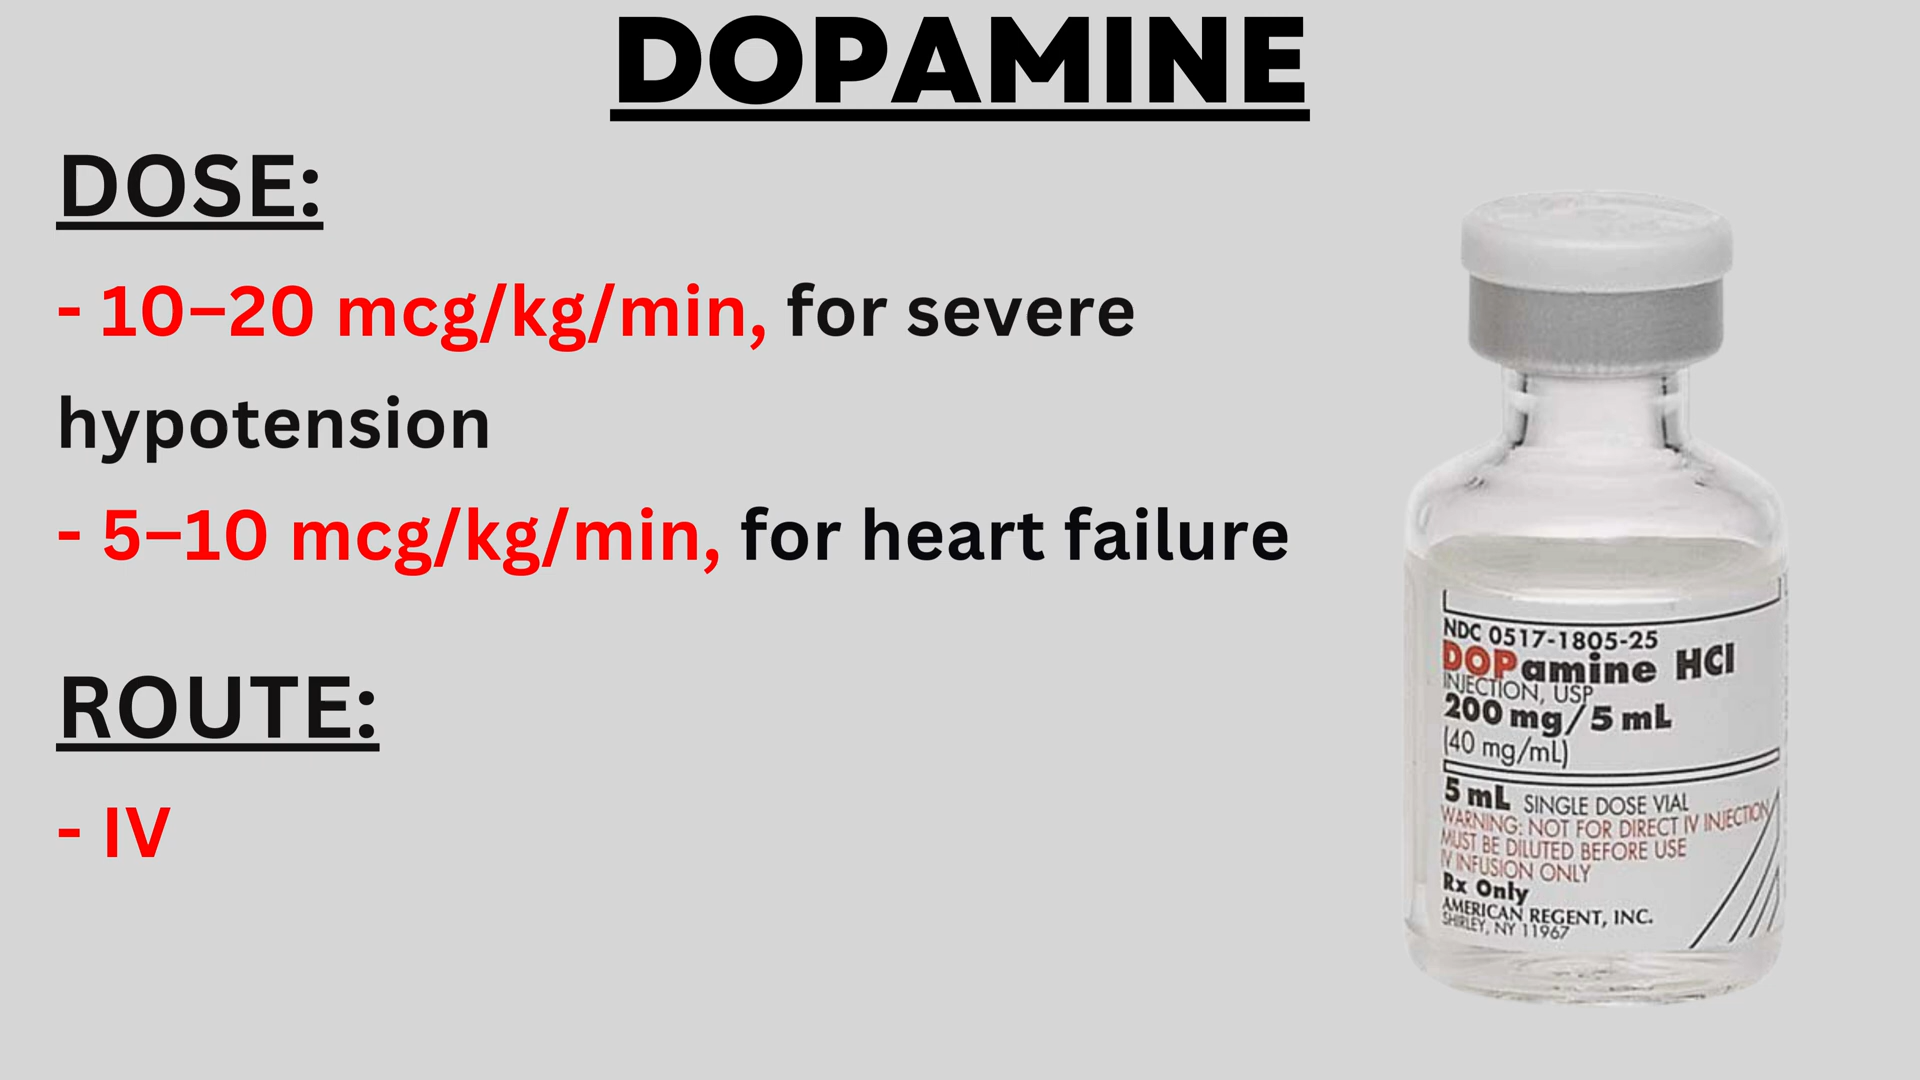 DOPAMINE
DOSE:
- 10–20 mcg/kg/min, for severe
hypotension
- 5–10 mcg/kg/min, for heart failure
ROUTE:
- IV
NDC 0517-1805-25
DOPamine HCl
INJECTION, USP
200 mg/5 mL
(40 mg/mL)
5 mL SINGLE DOSE VIAL
WARNING: NOT FOR DIRECT IV INJECTION
MUST BE DILUTED BEFORE USE
IV INFUSION ONLY
Rx Only
AMERICAN REGENT, INC.
SHIRLEY, NY 11967